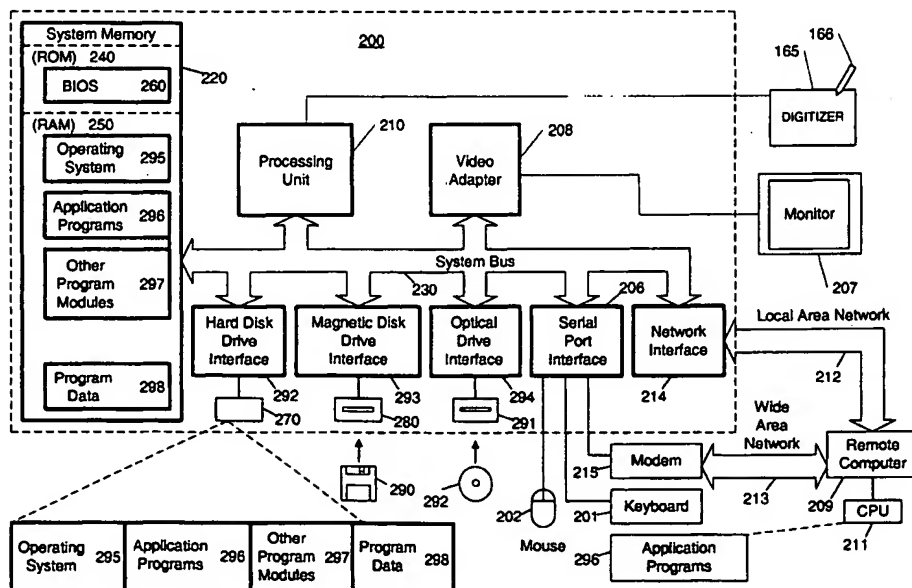 System Memory
(ROM) 240
BIOS 260
220
(RAM) 250
Operating System 295
Application Programs 296
Other Program Modules 297
Program Data 298
200
210
Processing Unit
208
Video Adapter
165
166
DIGITIZER
Monitor
207
System Bus
230
206
Hard Disk Drive Interface
Magnetic Disk Drive Interface
Optical Drive Interface
Serial Port Interface
Network Interface
292
293
294
214
Local Area Network
212
270
280
291
290
292
202
Mouse
215
Modem
201
Keyboard
Wide Area Network
213
Remote Computer
209
CPU
211
296
Application Programs
Operating System 295
Application Programs 296
Other Program Modules 297
Program Data 298